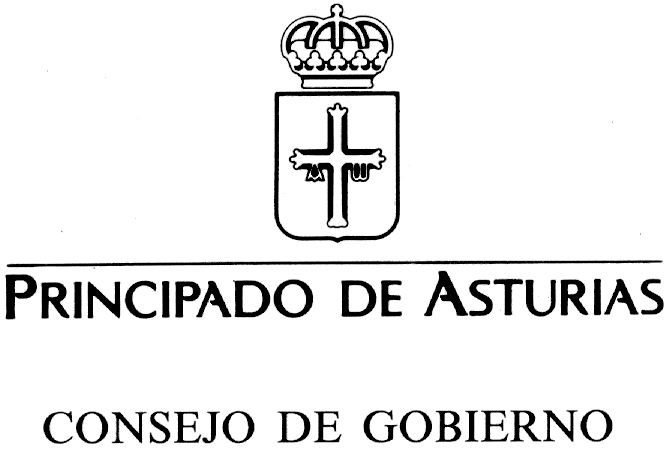 PRINCIPADO DE ASTURIAS
CONSEJO DE GOBIERNO